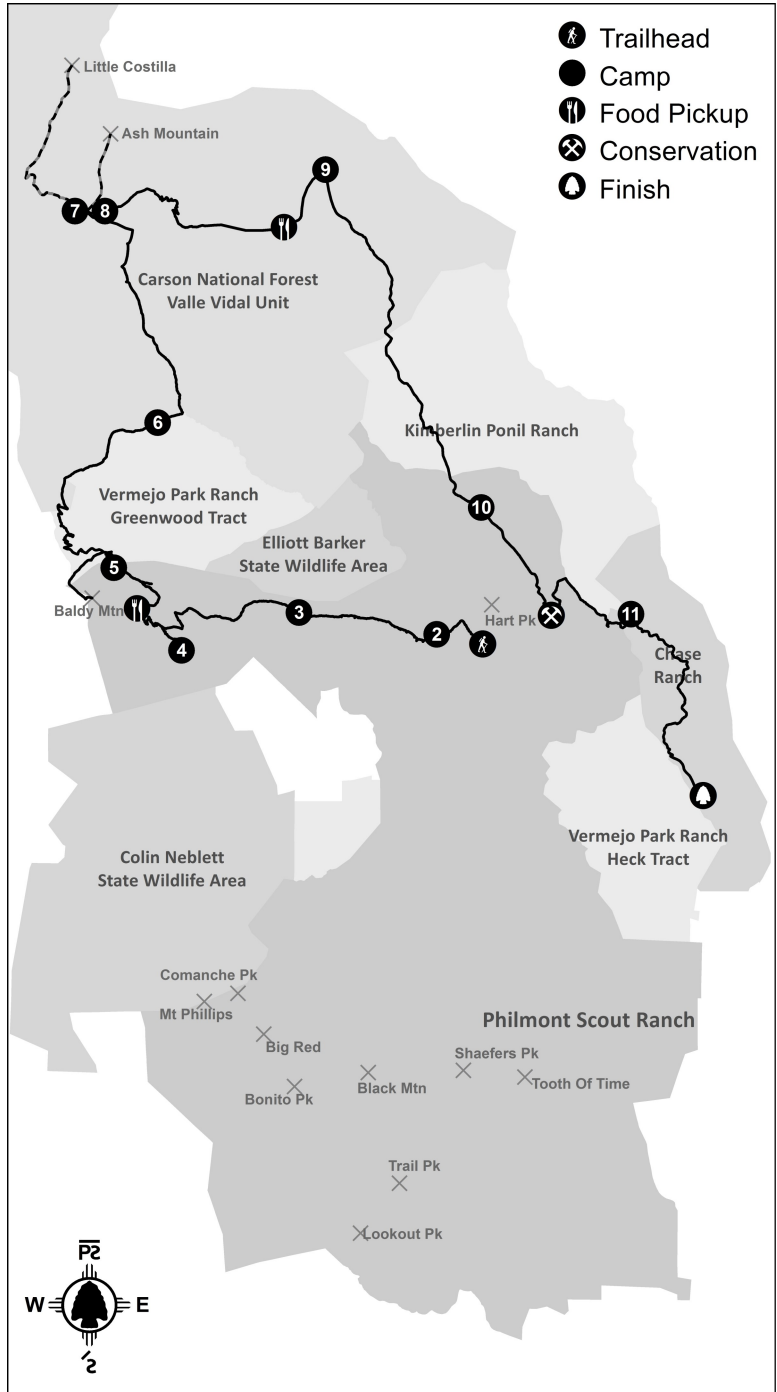 Trailhead
Camp
Food Pickup
Conservation
Finish
Little Costilla
Ash Mountain
9
7
8
Carson National Forest
Valle Vidal Unit
6
Kimberlin Ponil Ranch
Vermejo Park Ranch
Greenwood Tract
10
Elliott Barker
State Wildlife Area
5
Baldy Mtn
3
Hart Pk
11
2
4
Chase
Ranch
Vermejo Park Ranch
Heck Tract
Colin Neblett
State Wildlife Area
Comanche Pk
Mt Phillips
Philmont Scout Ranch
Big Red
Shaefers Pk
Black Mtn
Tooth Of Time
Bonito Pk
Trail Pk
Lookout Pk
W
E